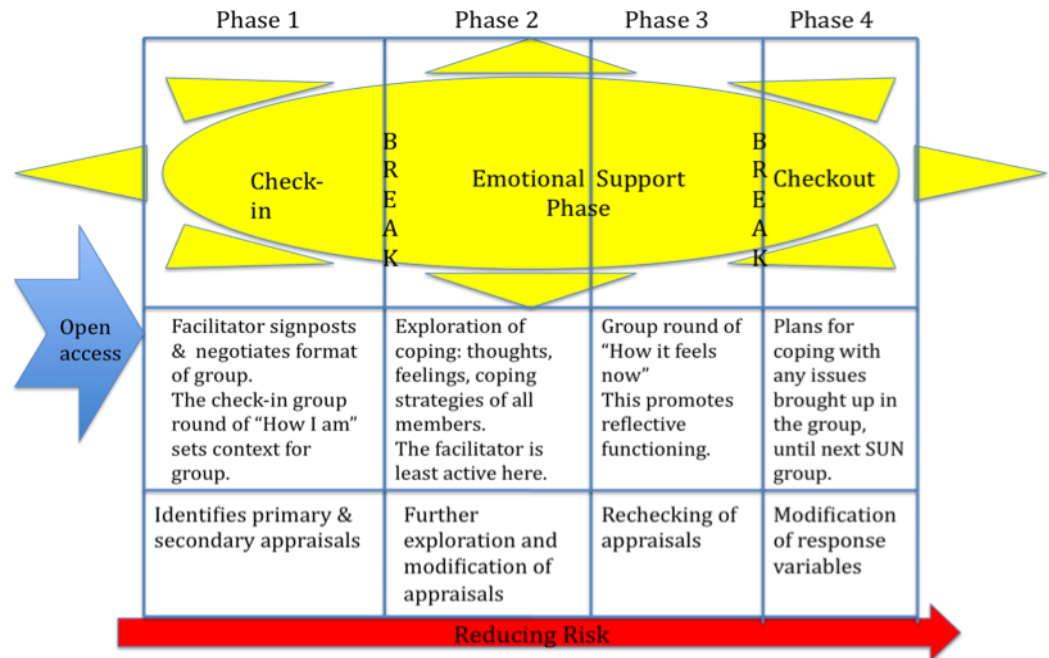 Phase 1
Phase 2
Phase 3
Phase 4
Check-
in
BREAK
Emotional Support
Phase
BREAK
Checkout
Open
access
Facilitator signposts
& negotiates format
of group.
The check-in group
round of “How I am”
sets context for
group.
Exploration of
coping: thoughts,
feelings, coping
strategies of all
members.
The facilitator is
least active here.
Group round of
“How it feels
now”
This promotes
reflective
functioning.
Plans for
coping with
any issues
brought up in
the group,
until next SUN
group.
Identifies primary &
secondary appraisals
Further
exploration and
modification of
appraisals
Rechecking of
appraisals
Modification
of response
variables
Reducing Risk